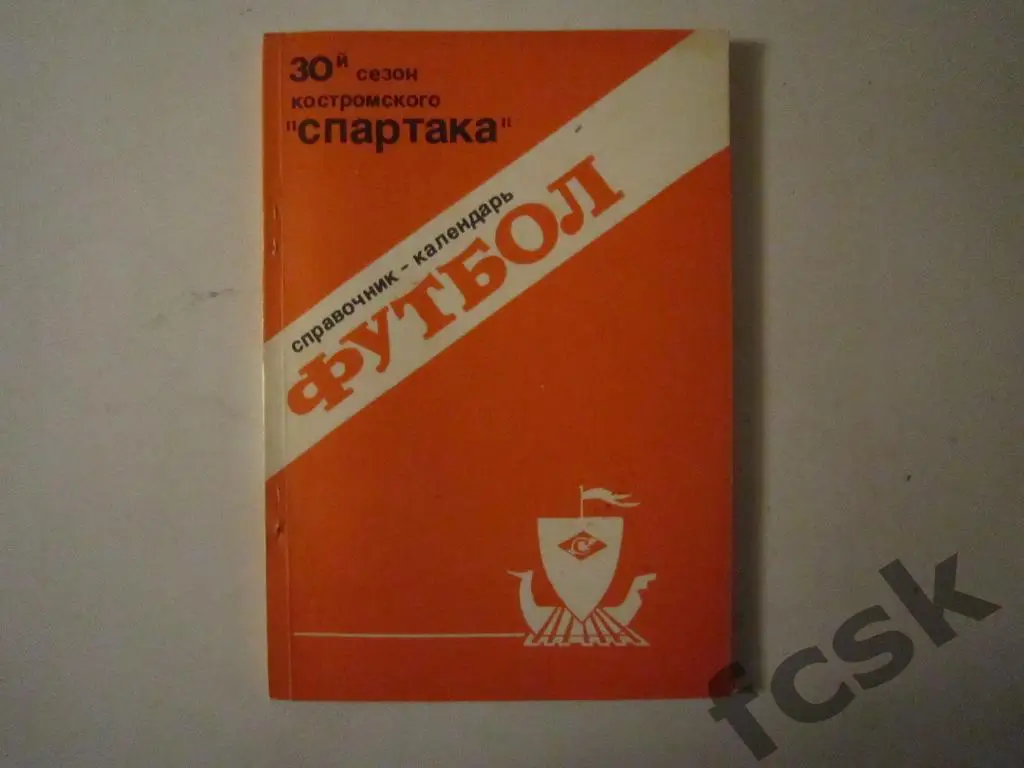 30й сезон
костромского
"спартака"
справочник-календарь
ФУТБОЛ
С
fcsk